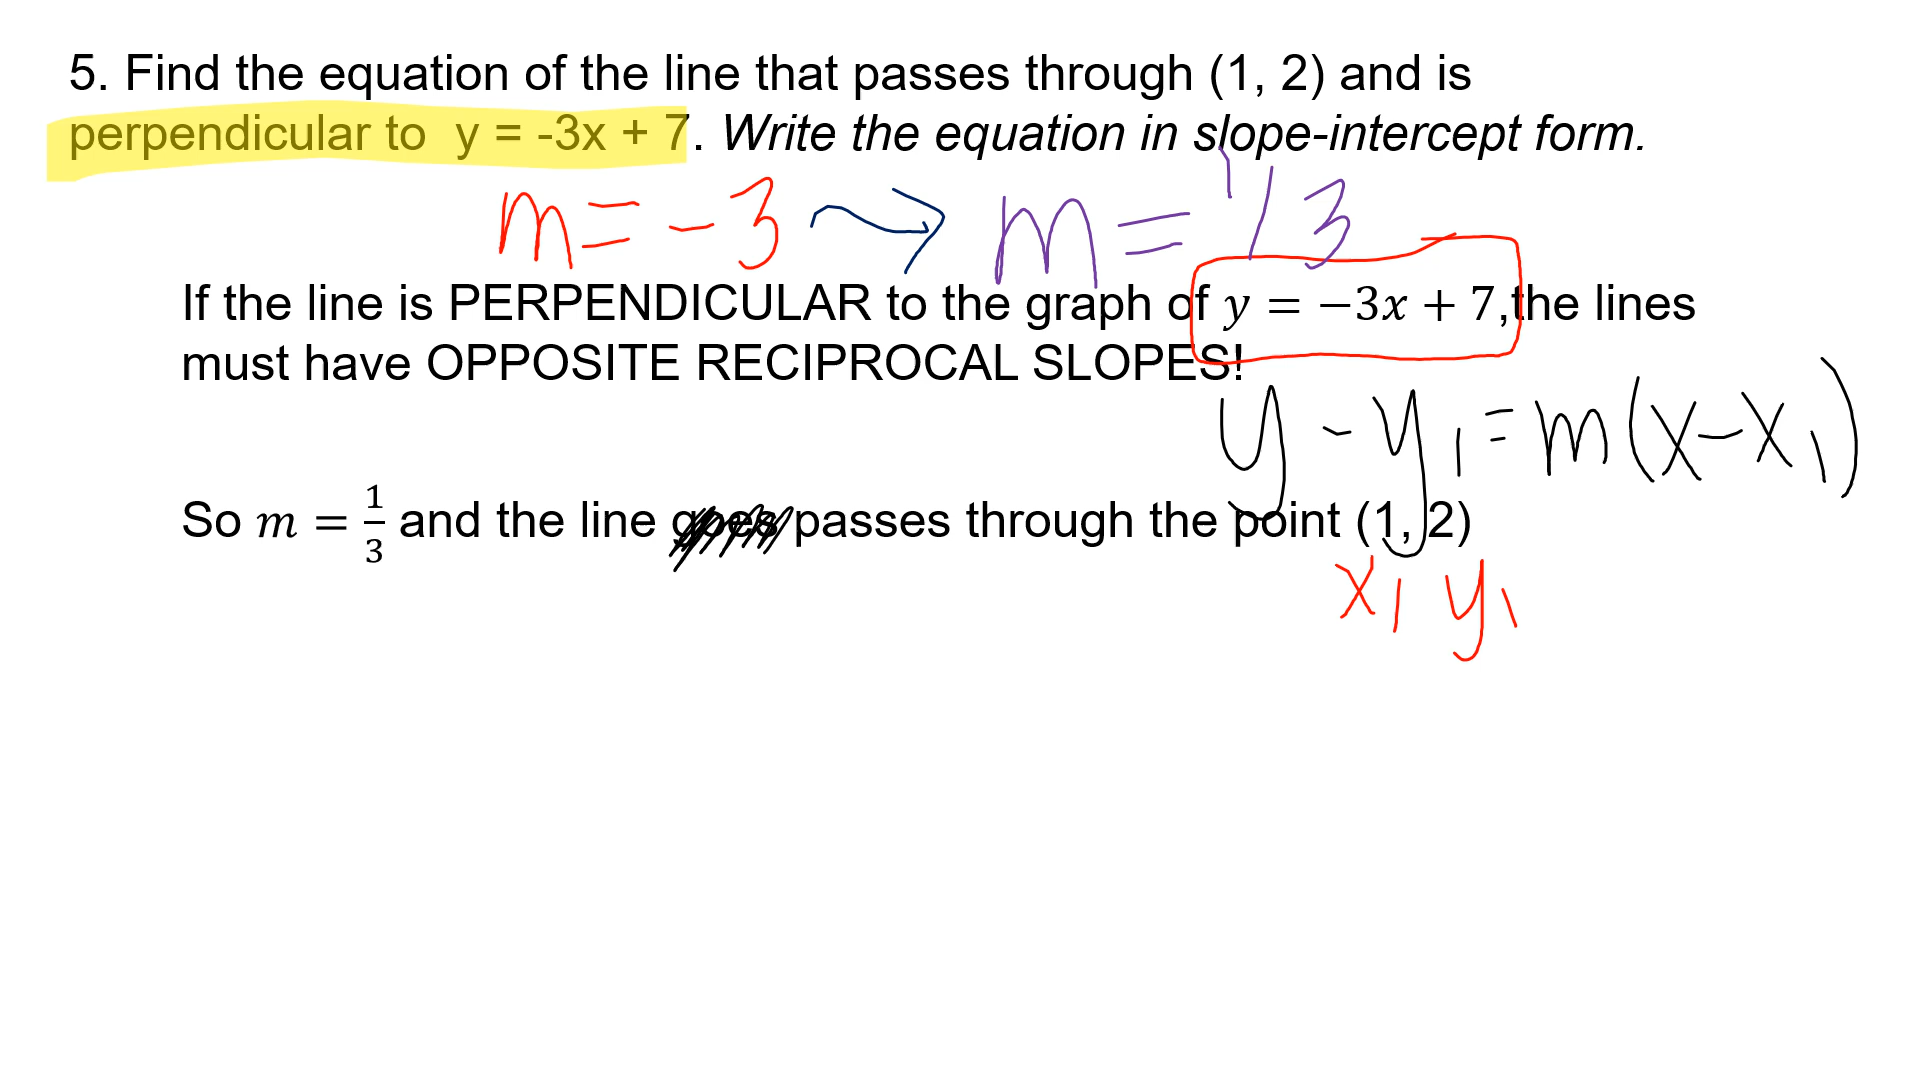 5. Find the equation of the line that passes through (1, 2) and is
perpendicular to y = -3x + 7. Write the equation in slope-intercept form.
m = -3 → m = 1/3
If the line is PERPENDICULAR to the graph of y = −3x + 7,the lines
must have OPPOSITE RECIPROCAL SLOPES!
y - y₁ = m(x - x₁)
So m = 1/3 and the line goes passes through the point (1, 2)
x₁ y₁